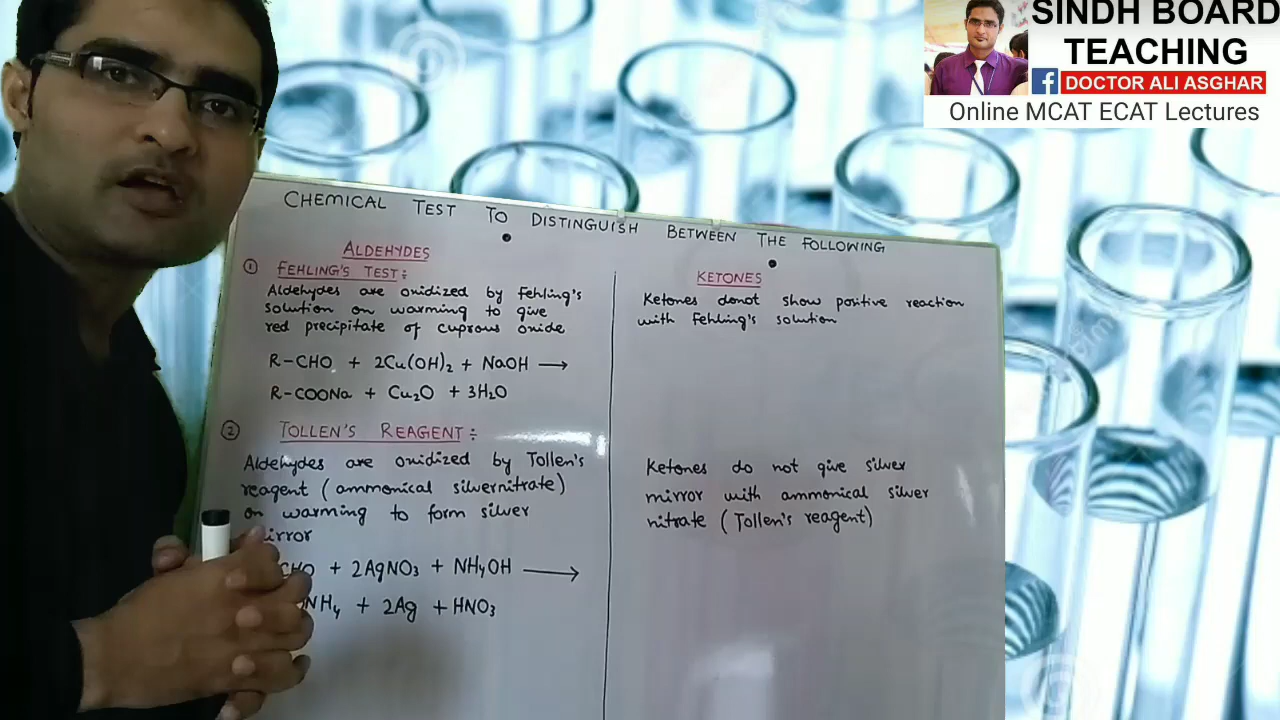 SINDH BOARD
TEACHING
f DOCTOR ALI ASGHAR
Online MCAT ECAT Lectures
CHEMICAL TEST TO DISTINGUISH BETWEEN THE FOLLOWING
ALDEHYDES
① FEHLING'S TEST:
Aldehydes are oxidized by Fehling's
solution on warming to give
red precipitate of cuprous oxide
R-CHO + 2Cu(OH)₂ + NaOH ⟶
R-COONa + Cu₂O + 3H₂O
② TOLLEN'S REAGENT:
Aldehydes are oxidized by Tollen's
reagent (ammonical silvernitrate)
on warming to form silver
irror
CHO + 2AgNO₃ + NH₄OH ⟶
NH₄ + 2Ag + HNO₃
KETONES
Ketones donot show positive reaction
with Fehling's solution
Ketones do not give silver
mirror with ammonical silver
nitrate (Tollen's reagent)